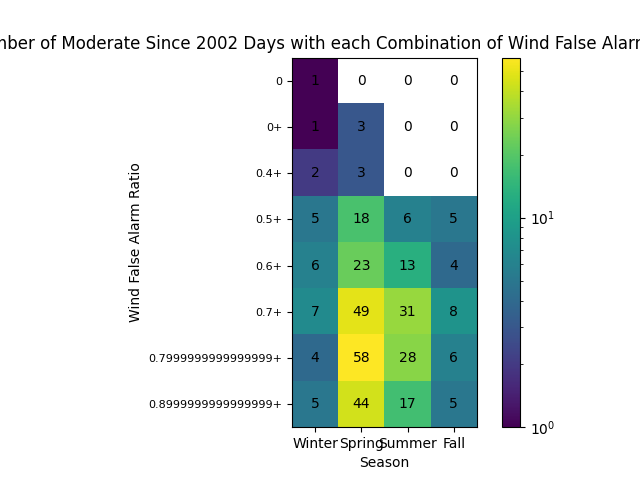 nber of Moderate Since 2002 Days with each Combination of Wind False Alarm
0 1 0 0 0
0+ 1 3 0 0
0.4+ 2 3 0 0
0.5+ 5 18 6 5
0.6+ 6 23 13 4
0.7+ 7 49 31 8
0.7999999999999999+ 4 58 28 6
0.8999999999999999+ 5 44 17 5
Winter Spring Summer Fall
Season
Wind False Alarm Ratio
10¹
10⁰